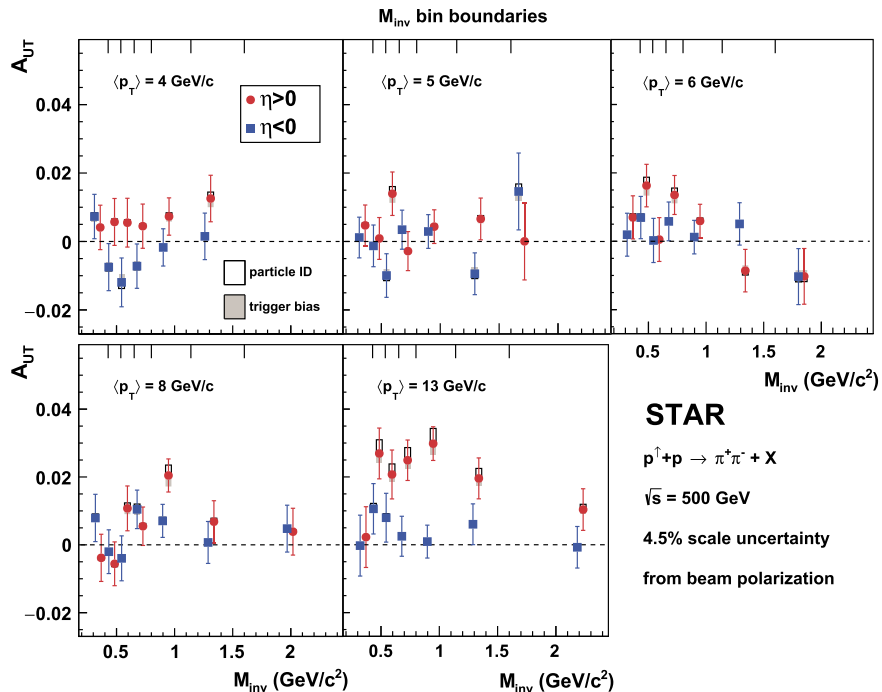 M_inv bin boundaries
A_UT
⟨p_T⟩ = 4 GeV/c
⟨p_T⟩ = 5 GeV/c
⟨p_T⟩ = 6 GeV/c
η>0
η<0
0.04
0.02
0
−0.02
particle ID
trigger bias
0.5 1 1.5 2
M_inv (GeV/c²)
A_UT
⟨p_T⟩ = 8 GeV/c
⟨p_T⟩ = 13 GeV/c
0.04
0.02
0
−0.02
0.5 1 1.5 2
0.5 1 1.5 2
M_inv (GeV/c²)
M_inv (GeV/c²)
STAR
p↑+p → π⁺π⁻ + X
√s = 500 GeV
4.5% scale uncertainty
from beam polarization